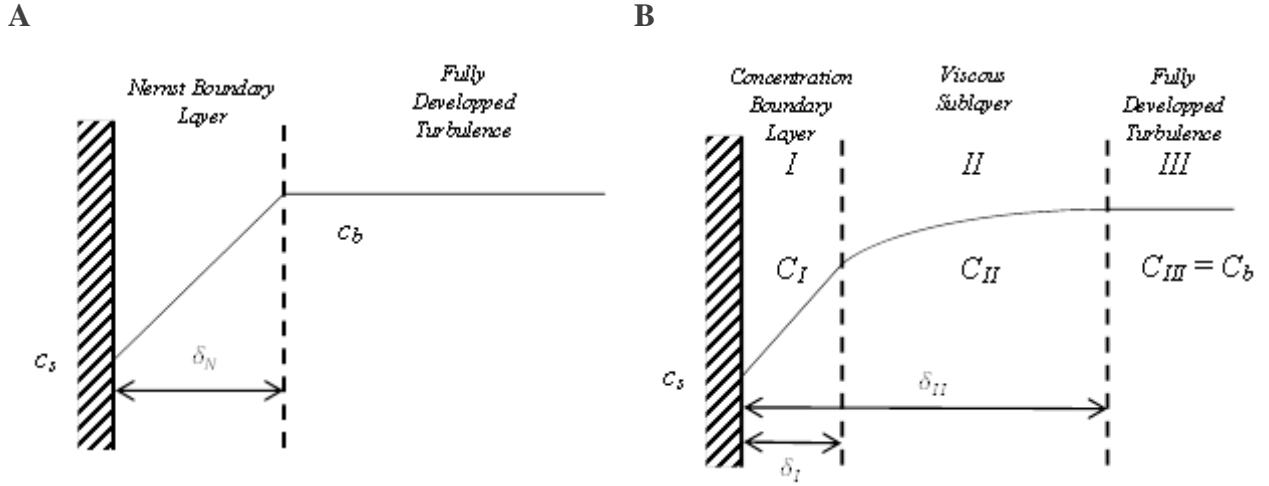 A
Nernst Boundary
Layer
Fully
Developped
Turbulence
c_b
c_s
δ_N
B
Concentration
Boundary
Layer
I
Viscous
Sublayer
II
Fully
Developped
Turbulence
III
C_I
C_II
C_III = C_b
c_s
δ_II
δ_I